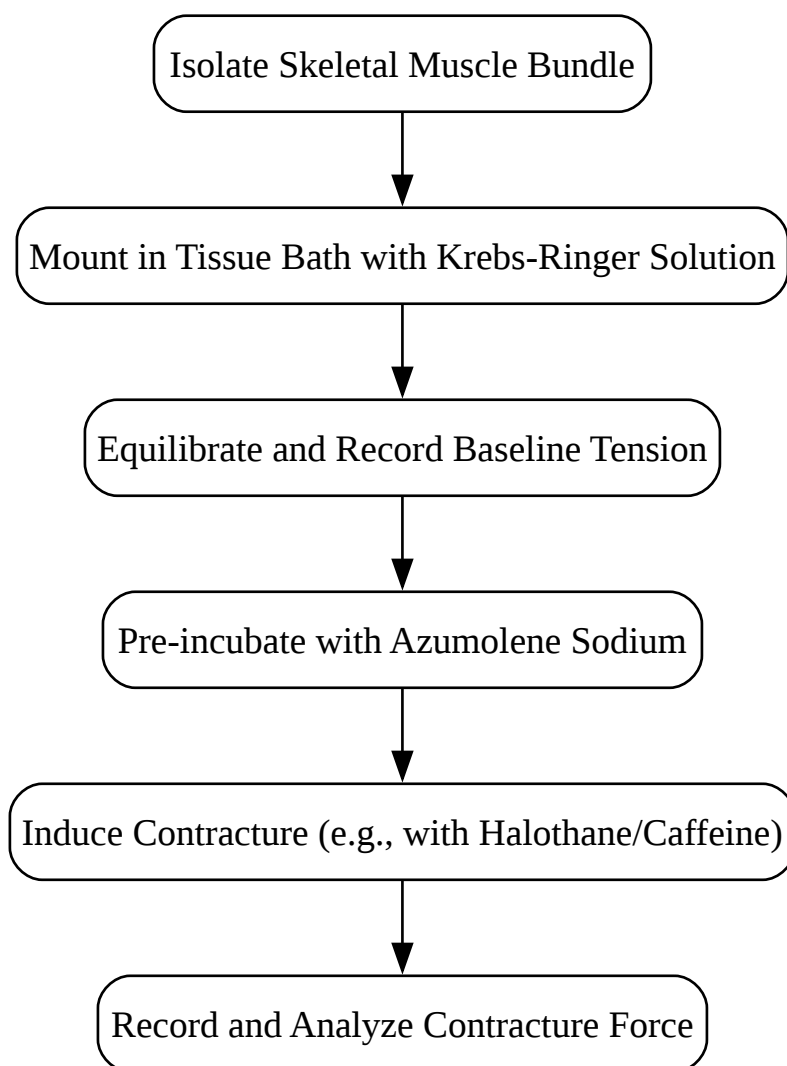 Isolate Skeletal Muscle Bundle
Mount in Tissue Bath with Krebs-Ringer Solution
Equilibrate and Record Baseline Tension
Pre-incubate with Azumolene Sodium
Induce Contracture (e.g., with Halothane/Caffeine)
Record and Analyze Contracture Force